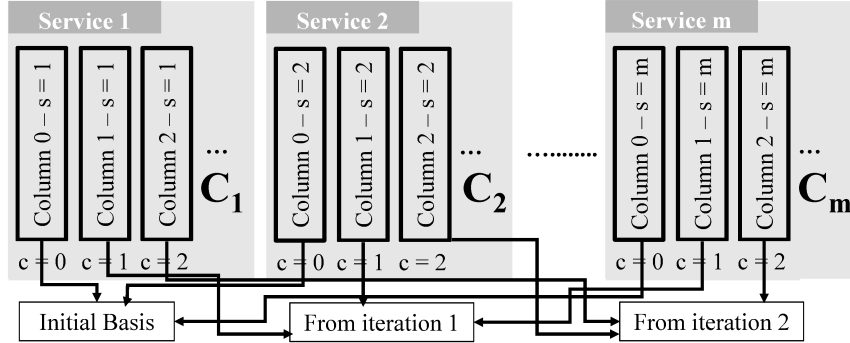 Service 1
Service 2
Service m
Column 0 – s = 1
Column 1 – s = 1
Column 2 – s = 1
...
C1
Column 0 – s = 2
Column 1 – s = 2
Column 2 – s = 2
...
C2
............
Column 0 – s = m
Column 1 – s = m
Column 2 – s = m
...
Cm
c = 0
c = 1
c = 2
c = 0
c = 1
c = 2
c = 0
c = 1
c = 2
Initial Basis
From iteration 1
From iteration 2